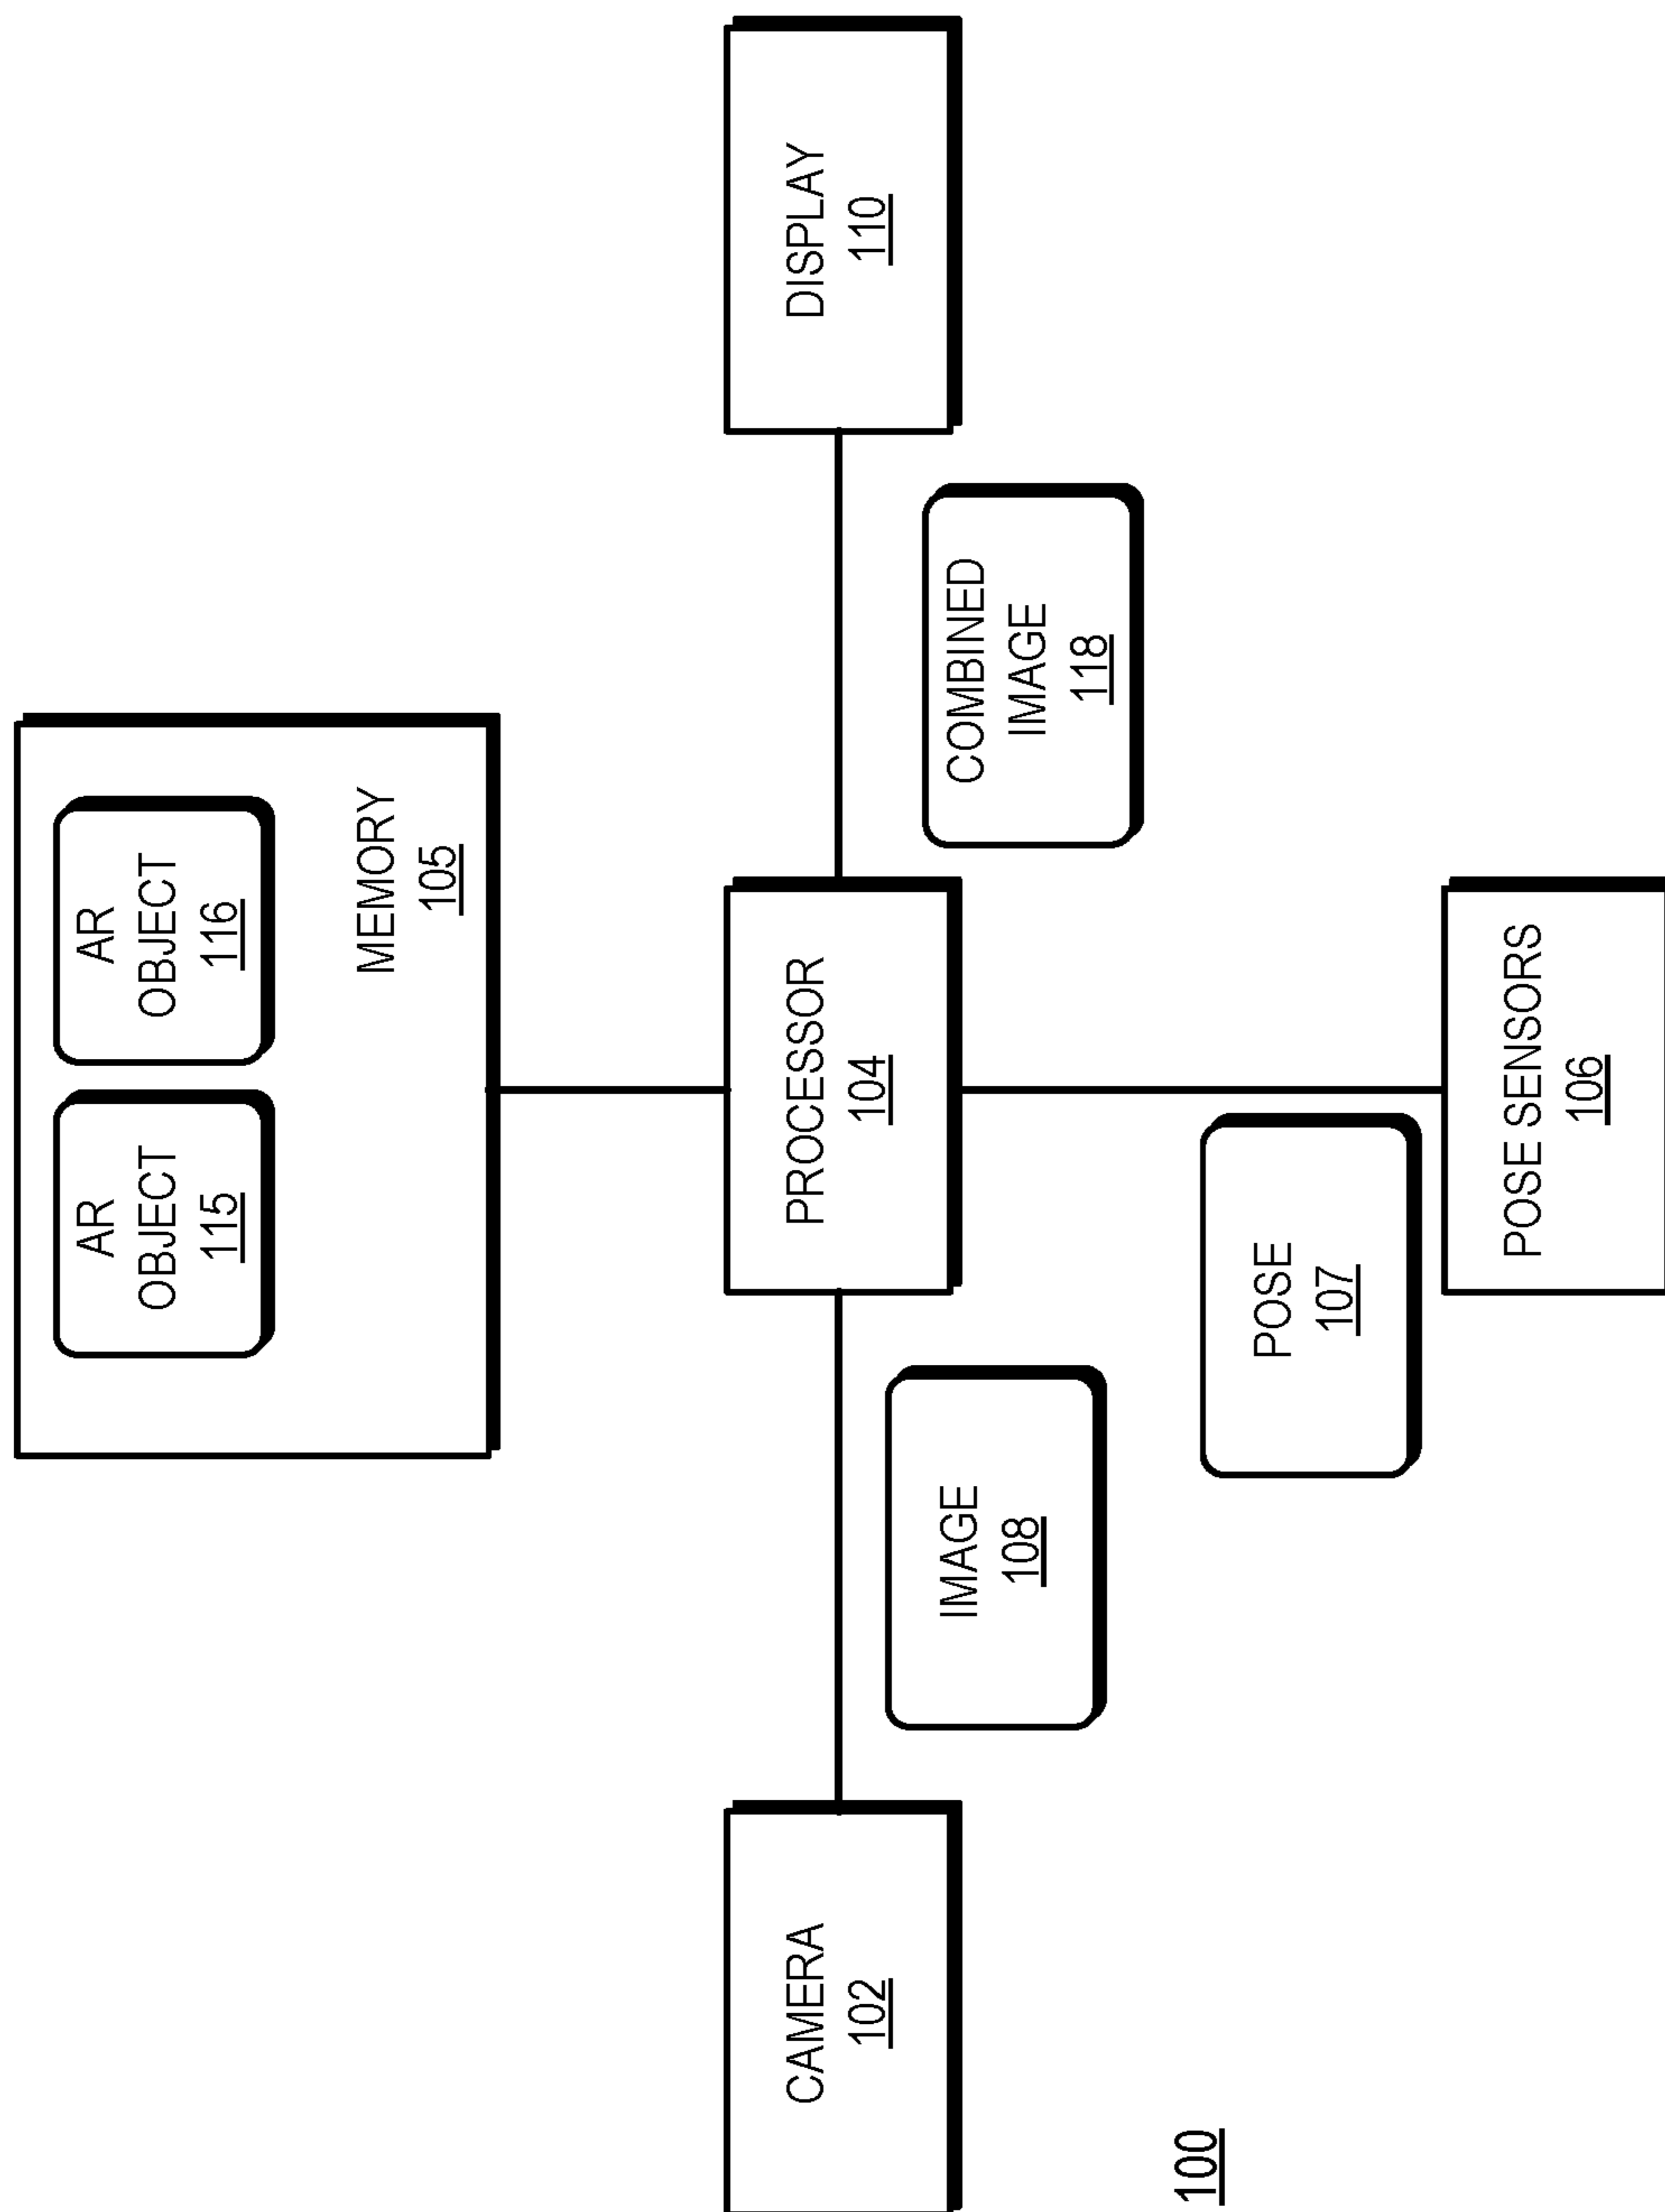 AR
OBJECT
115
AR
OBJECT
116
MEMORY
105
CAMERA
102
PROCESSOR
104
DISPLAY
110
IMAGE
108
COMBINED
IMAGE
118
POSE
107
POSE SENSORS
106
100